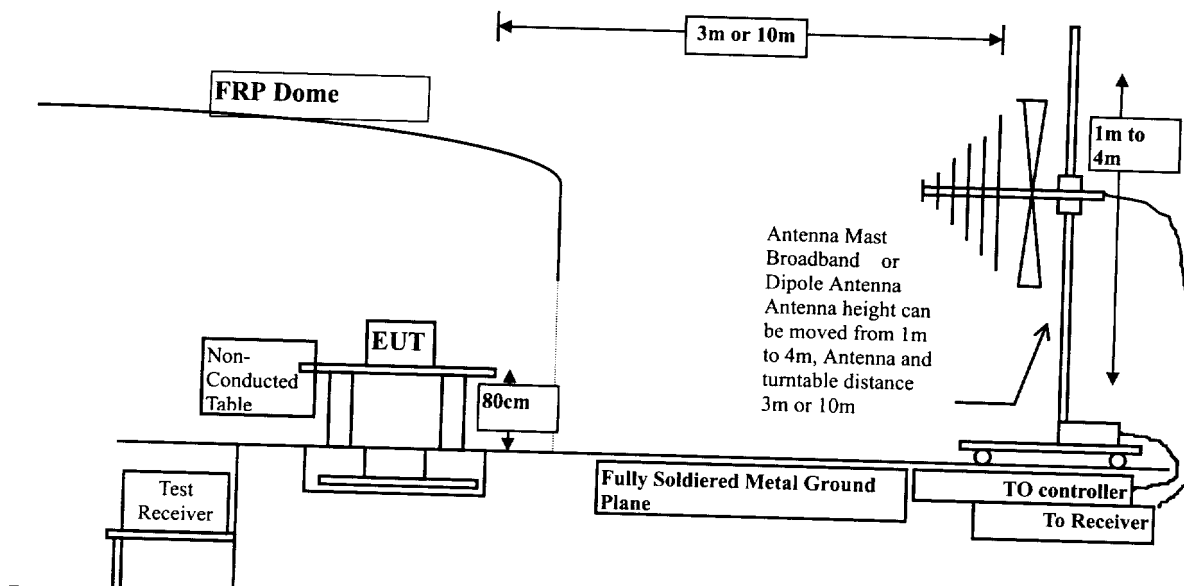 3m or 10m
FRP Dome
1m to
4m
Antenna Mast
Broadband or
Dipole Antenna
Antenna height can
be moved from 1m
to 4m, Antenna and
turntable distance
3m or 10m
EUT
Non-
Conducted
Table
80cm
Fully Soldiered Metal Ground
Plane
TO controller
To Receiver
Test
Receiver